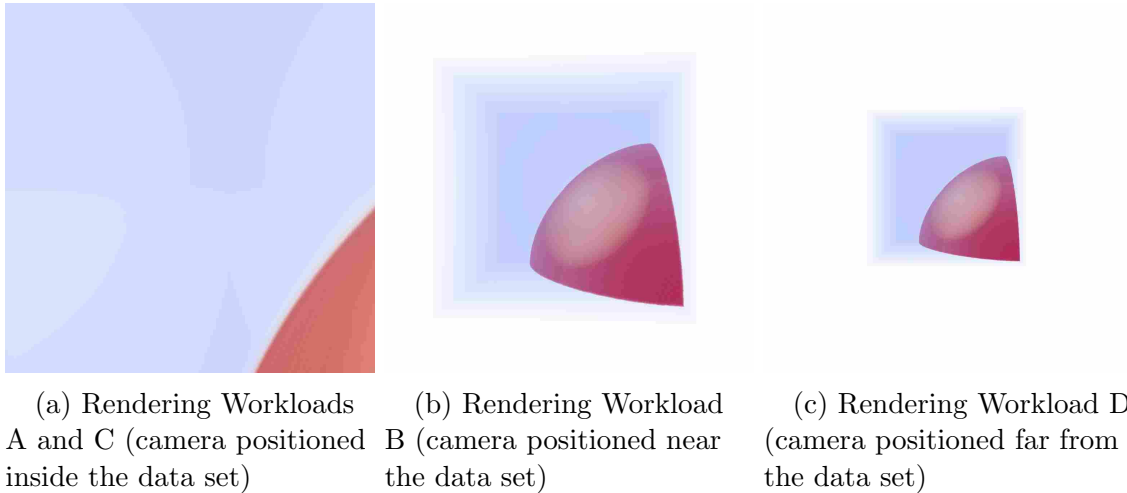 (a) Rendering Workloads
A and C (camera positioned
inside the data set)
(b) Rendering Workload
B (camera positioned near
the data set)
(c) Rendering Workload D
(camera positioned far from
the data set)